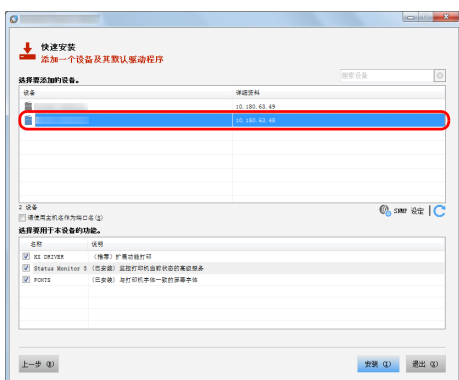 快速安装
添加一个设备及其默认驱动程序
选择要添加的设备。
搜索设备
设备 详细资料
10.180.63.49
10.180.63.48
2 设备
SNMP 设定
请使用主机名作为端口名(S)
选择要用于本设备的功能。
名称 说明
KX DRIVER （推荐）扩展功能打印
Status Monitor 5 （已安装）监控打印机当前状态的高级服务
FONTS （已安装）与打印机字体一致的屏幕字体
上一步 (B)
安装 (I)
退出 (X)